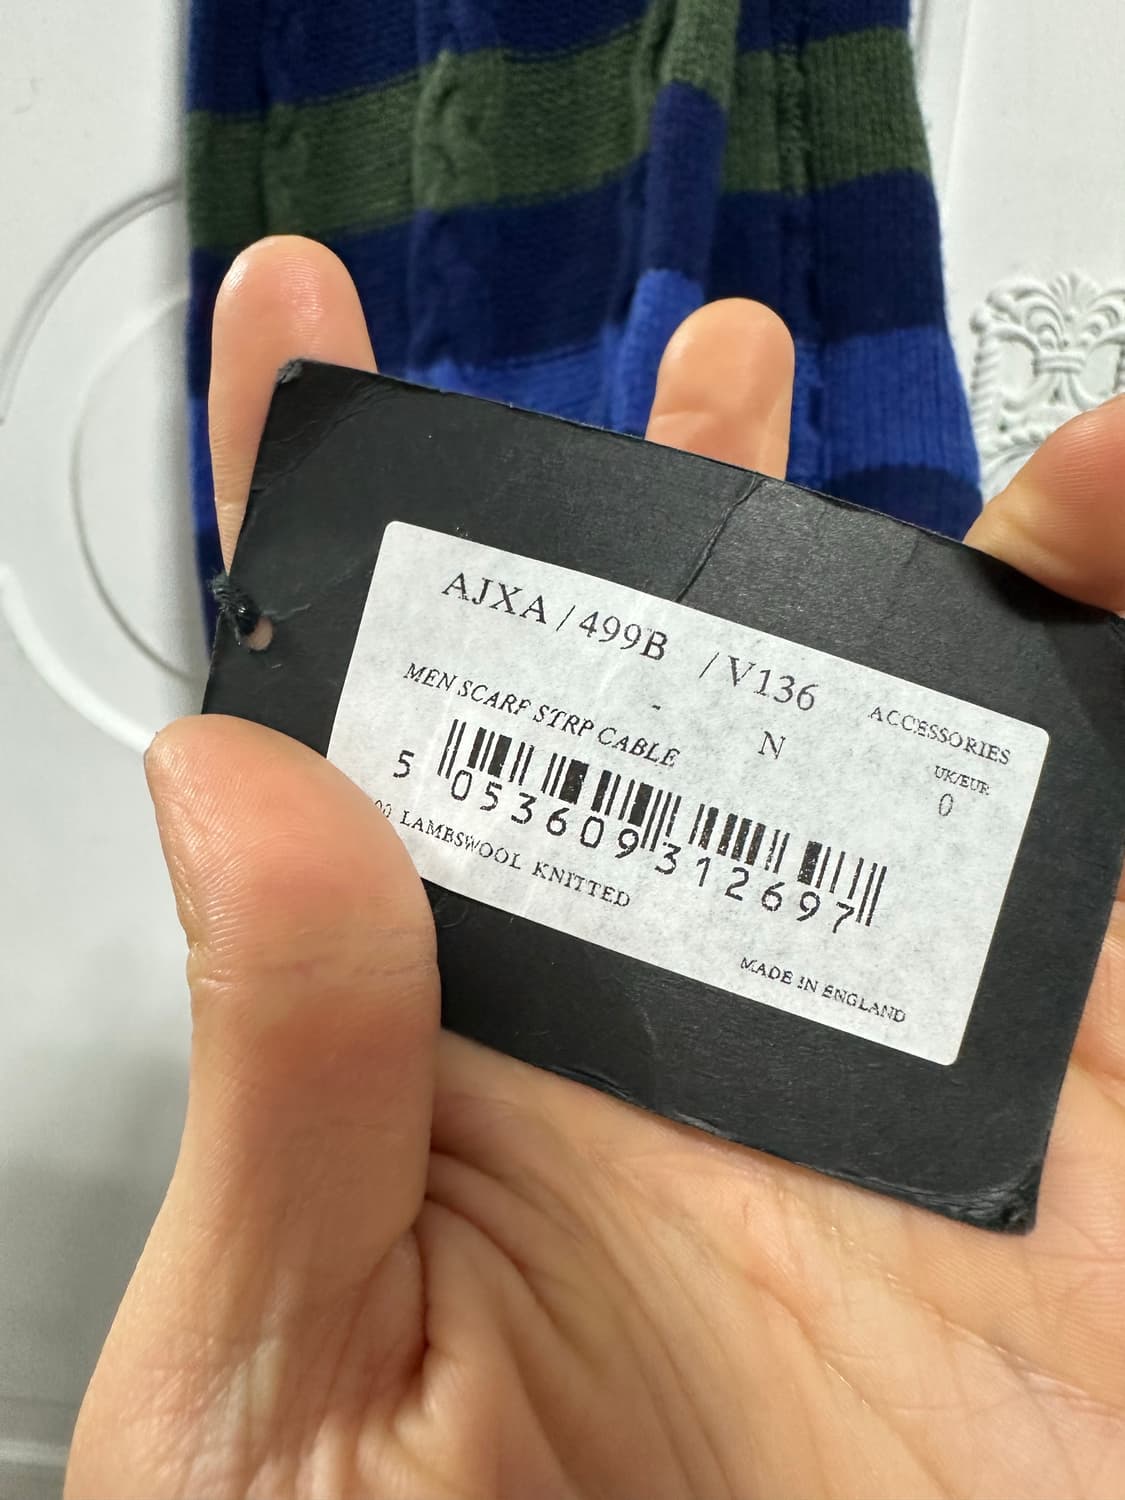 AJXA / 499B / V136
ACCESSORIES
MEN SCARF STRP CABLE
- N
UK/EUR
0
5 053609 312697
00 LAMBSWOOL KNITTED
MADE IN ENGLAND